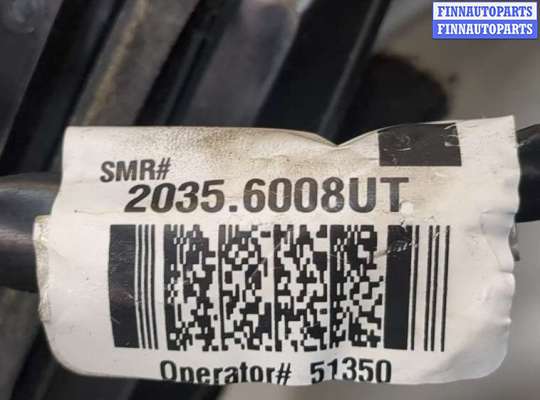 FINNAUTOPARTS
FINNAUTOPARTS
SMR#
2035.6008UT
Operator# 51350